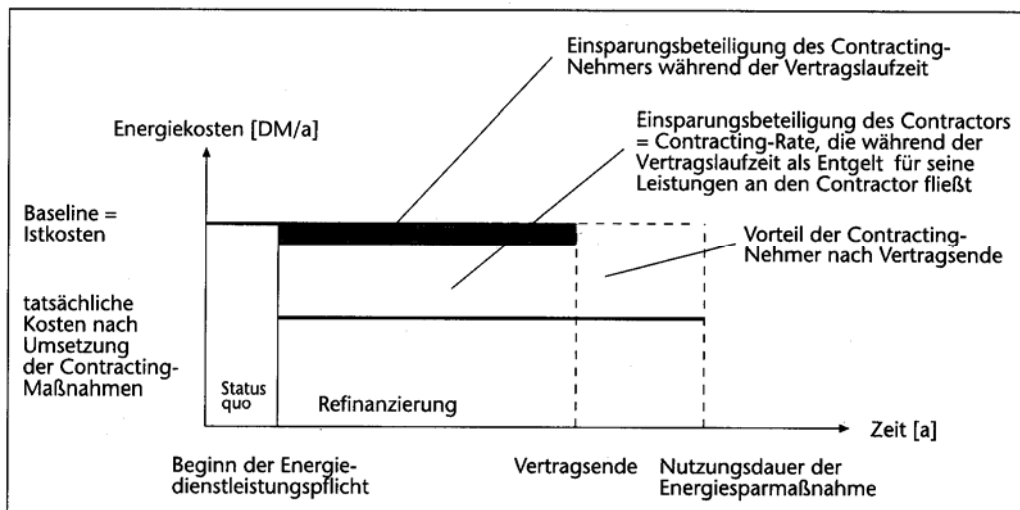 Einsparungsbeteiligung des Contracting-
Nehmers während der Vertragslaufzeit
Energiekosten [DM/a]
Einsparungsbeteiligung des Contractors
= Contracting-Rate, die während der
Vertragslaufzeit als Entgelt für seine
Leistungen an den Contractor fließt
Baseline =
Istkosten
Vorteil der Contracting-
Nehmer nach Vertragsende
tatsächliche
Kosten nach
Umsetzung
der Contracting-
Maßnahmen
Status
quo
Refinanzierung
Zeit [a]
Beginn der Energie-
dienstleistungspflicht
Vertragsende
Nutzungsdauer der
Energiesparmaßnahme